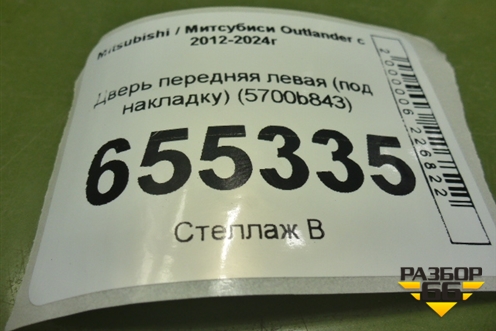 Mitsubishi / Митсубиси Outlander с
2012-2024г
Дверь передняя левая (под
накладку) (5700b843)
655335
Стеллаж В
2000006226822
РАЗБОР
66